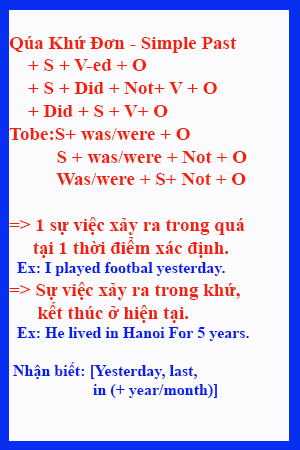 Qúa Khứ Đơn - Simple Past
+ S + V-ed + O
+ S + Did + Not+ V + O
+ Did + S + V+ O
Tobe:S+ was/were + O
S + was/were + Not + O
Was/were + S+ Not + O
=> 1 sự việc xảy ra trong quá
tại 1 thời điểm xác định.
Ex: I played footbal yesterday.
=> Sự việc xảy ra trong khứ,
kết thúc ở hiện tại.
Ex: He lived in Hanoi For 5 years.
Nhận biết: [Yesterday, last,
in (+ year/month)]